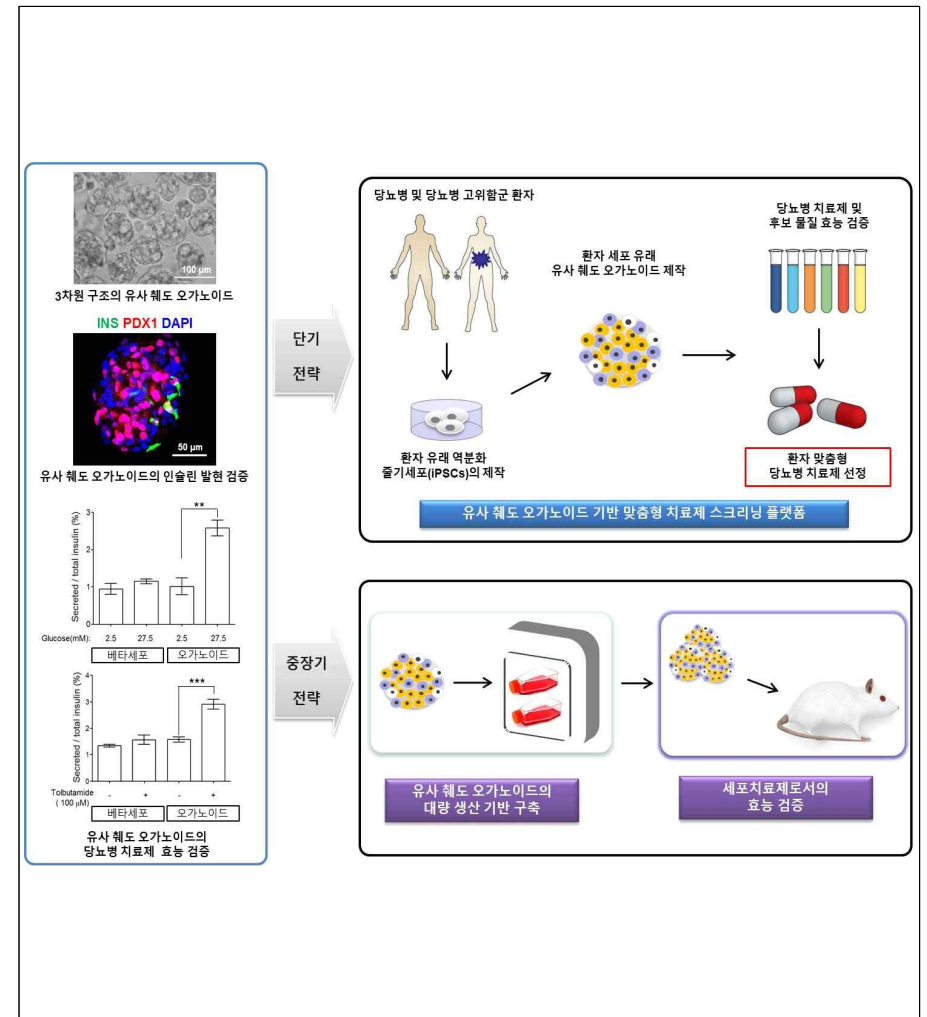 100 μm
3차원 구조의 유사 췌도 오가노이드
INS PDX1 DAPI
50 μm
유사 췌도 오가노이드의 인슐린 발현 검증
Secreted / total insulin (%)
3
2
1
0
**
Glucose(mM): 2.5 27.5 2.5 27.5
베타세포 오가노이드
Secreted / total insulin (%)
4
3
2
1
0
***
Tolbutamide - + - +
( 100 μM)
베타세포 오가노이드
유사 췌도 오가노이드의
당뇨병 치료제 효능 검증
단기
전략
당뇨병 및 당뇨병 고위함군 환자
환자 유래 역분화
줄기세포(iPSCs)의 제작
환자 세포 유래
유사 췌도 오가노이드 제작
당뇨병 치료제 및
후보 물질 효능 검증
환자 맞춤형
당뇨병 치료제 선정
유사 췌도 오가노이드 기반 맞춤형 치료제 스크리닝 플랫폼
중장기
전략
유사 췌도 오가노이드의
대량 생산 기반 구축
세포치료제로서의
효능 검증